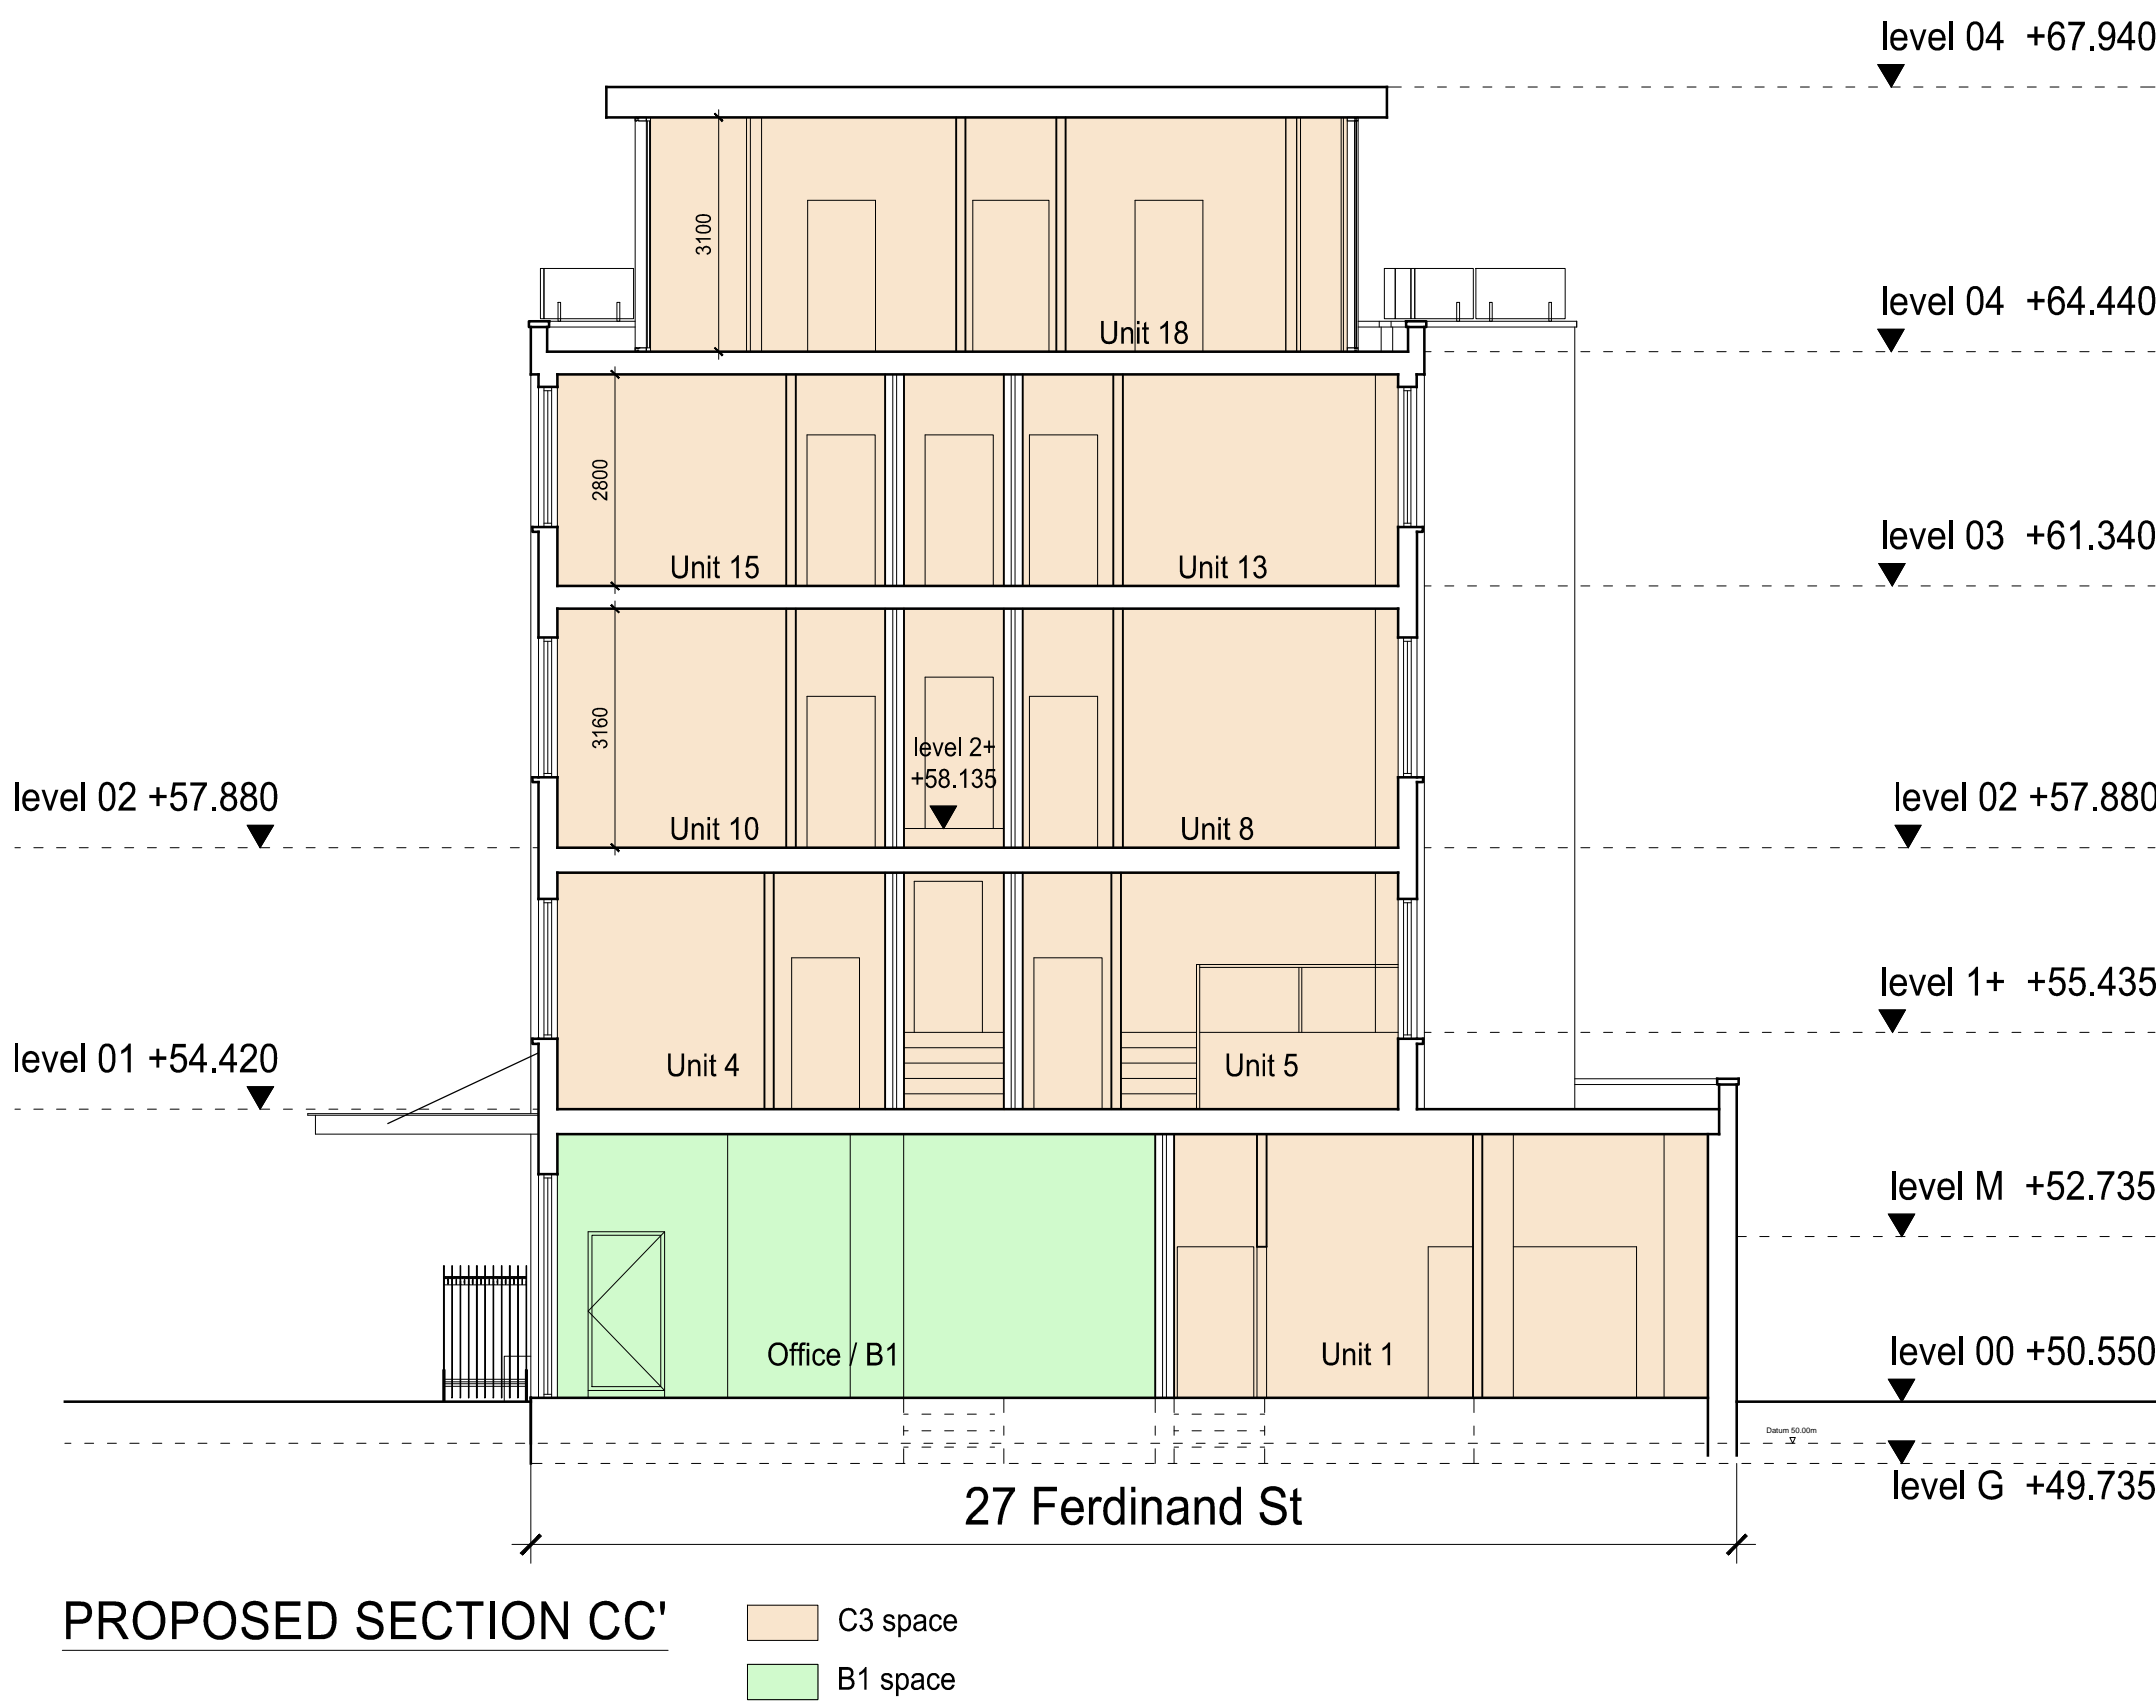 level 04 +67.940
3100
level 04 +64.440
Unit 18
2800
level 03 +61.340
Unit 15
Unit 13
3160
level 2+
+58.135
level 02 +57.880
level 02 +57.880
Unit 10
Unit 8
level 1+ +55.435
level 01 +54.420
Unit 4
Unit 5
level M +52.735
Office / B1
Unit 1
level 00 +50.550
Datum 50.00m
level G +49.735
27 Ferdinand St
PROPOSED SECTION CC'
C3 space
B1 space